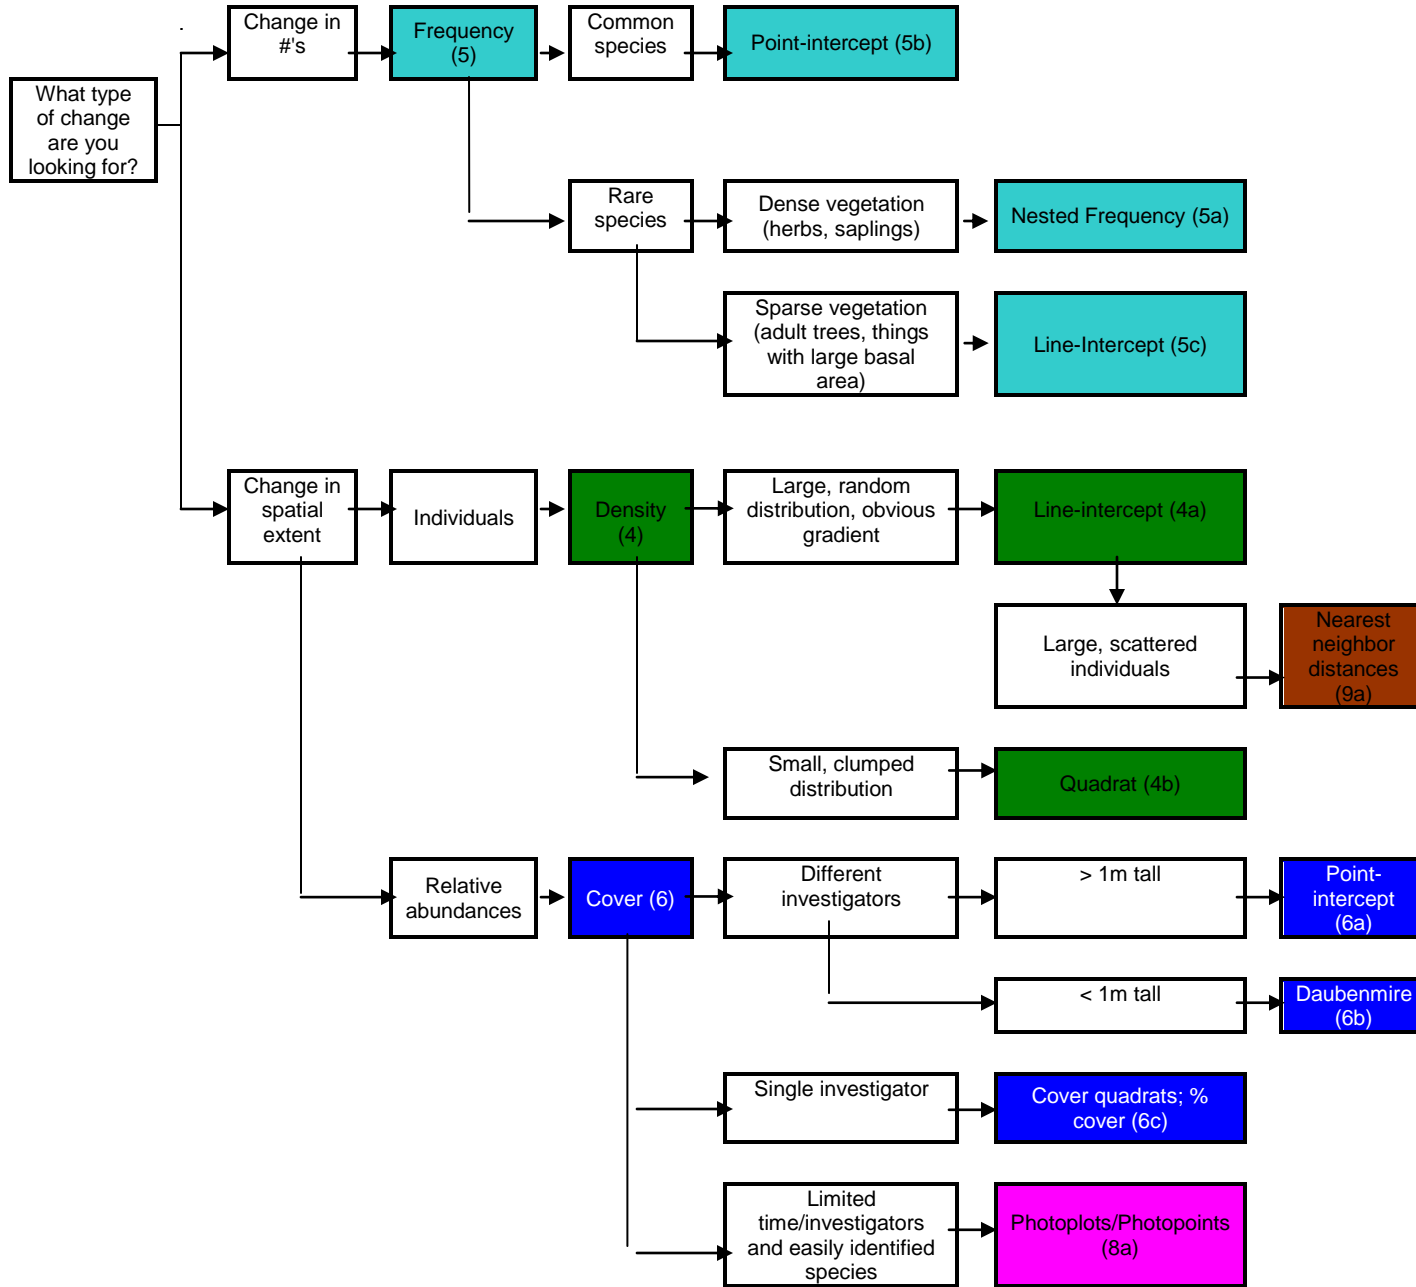 What type
of change
are you
looking for?
Change in
#'s
Frequency
(5)
Common
species
Point-intercept (5b)
Rare
species
Dense vegetation
(herbs, saplings)
Nested Frequency (5a)
Sparse vegetation
(adult trees, things
with large basal
area)
Line-Intercept (5c)
Change in
spatial
extent
Individuals
Density
(4)
Large, random
distribution, obvious
gradient
Line-intercept (4a)
Large, scattered
individuals
Nearest
neighbor
distances
(9a)
Small, clumped
distribution
Quadrat (4b)
Relative
abundances
Cover (6)
Different
investigators
> 1m tall
Point-
intercept
(6a)
< 1m tall
Daubenmire
(6b)
Single investigator
Cover quadrats; %
cover (6c)
Limited
time/investigators
and easily identified
species
Photoplots/Photopoints
(8a)